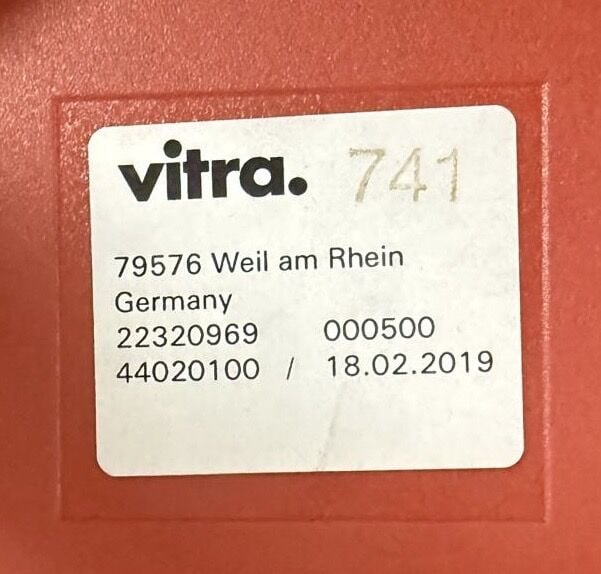 vitra. 741
79576 Weil am Rhein
Germany
22320969 000500
44020100 / 18.02.2019